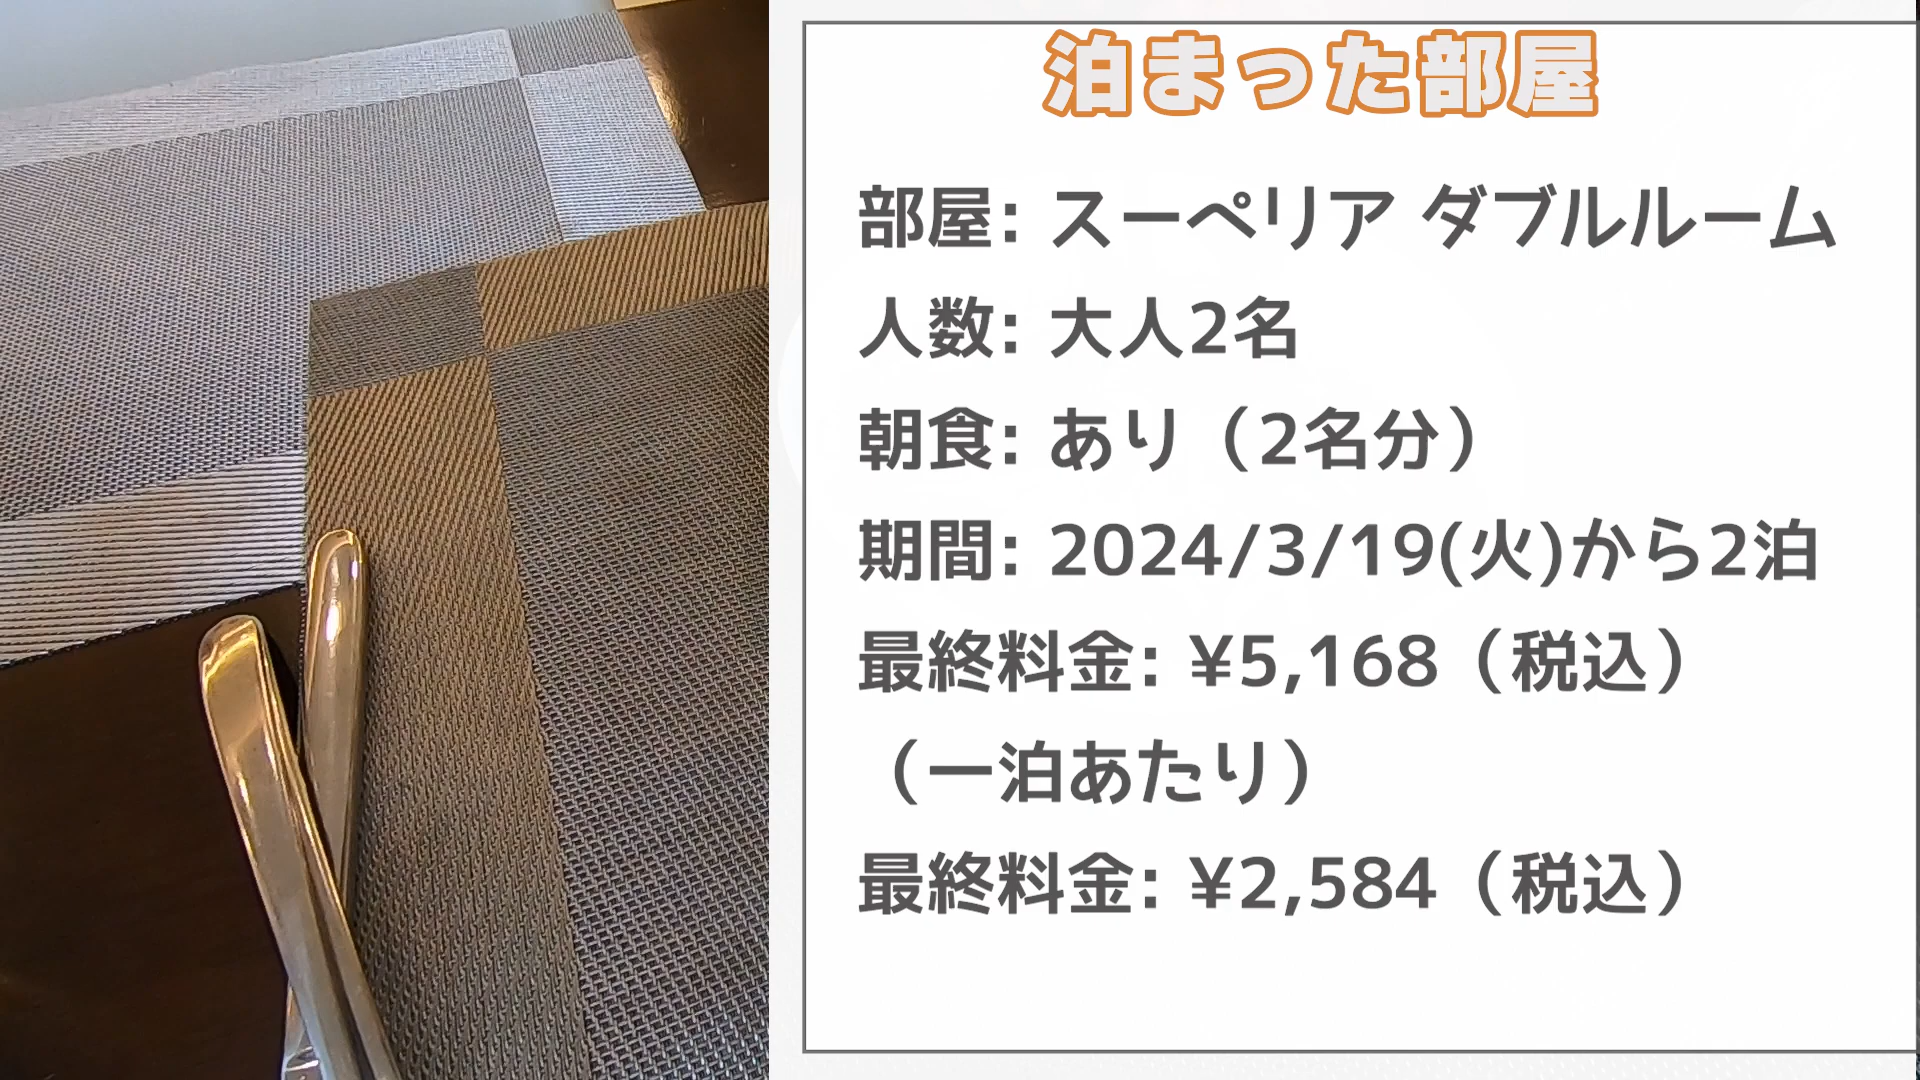 泊まった部屋
部屋: スーペリア ダブルルーム
人数: 大人2名
朝食: あり（2名分）
期間: 2024/3/19(火)から2泊
最終料金: ¥5,168（税込）
（一泊あたり）
最終料金: ¥2,584（税込）